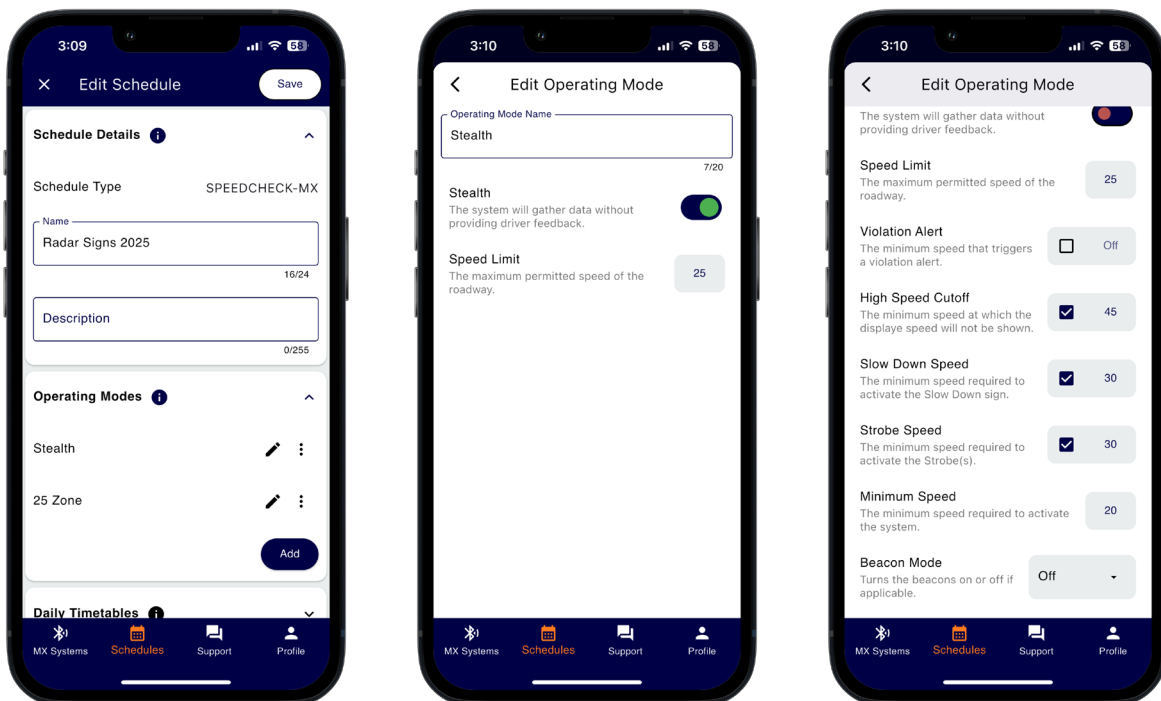 3:09
58
Edit Schedule
Save
Schedule Details
Schedule Type
SPEEDCHECK-MX
Name
Radar Signs 2025
16/24
Description
0/255
Operating Modes
Stealth
25 Zone
Add
Daily Timetables
MX Systems
Schedules
Support
Profile
3:10
58
Edit Operating Mode
Operating Mode Name
Stealth
7/20
Stealth
The system will gather data without
providing driver feedback.
Speed Limit
The maximum permitted speed of the
roadway.
25
MX Systems
Schedules
Support
Profile
3:10
58
Edit Operating Mode
The system will gather data without
providing driver feedback.
Speed Limit
The maximum permitted speed of the
roadway.
25
Violation Alert
The minimum speed that triggers
a violation alert.
Off
High Speed Cutoff
The minimum speed at which the
displaye speed will not be shown.
45
Slow Down Speed
The minimum speed required to
activate the Slow Down sign.
30
Strobe Speed
The minimum speed required to
activate the Strobe(s).
30
Minimum Speed
The minimum speed required to activate
the system.
20
Beacon Mode
Turns the beacons on or off if
applicable.
Off
MX Systems
Schedules
Support
Profile